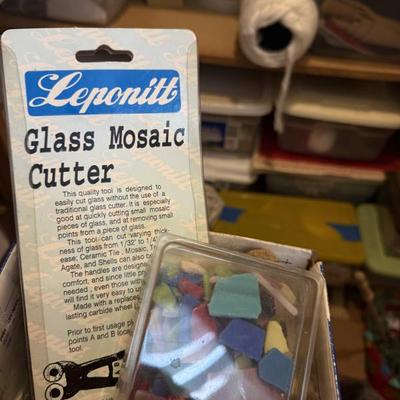 Leponitt
Glass Mosaic
Cutter
This quality tool is designed to
easily cut glass without the use of a
traditional glass cutter. It is especially
good at quickly cutting small mosaic
pieces of glass, and at removing small
points from a piece of glass.
This tool can cut varying thick-
ness of glass from 1/32" to 1/4
ease; Ceramic Tile, Mosaic,
Agate, and Shells can also be
The handles are designed
comfort, and since little
needed, even those with
will find it very easy to
Made with a replace
lasting carbide wheel
Prior to first usage
points A and B
tool.